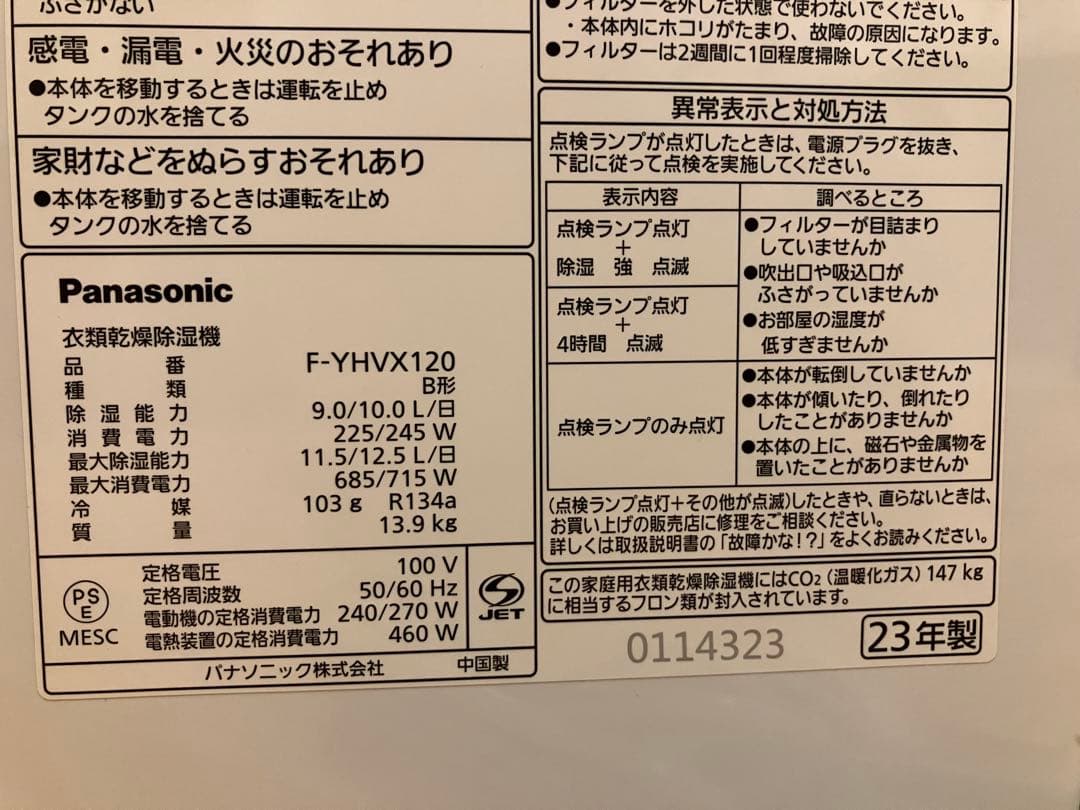 ふさがない
感電・漏電・火災のおそれあり
●本体を移動するときは運転を止め
タンクの水を捨てる
家財などをぬらすおそれあり
●本体を移動するときは運転を止め
タンクの水を捨てる
Panasonic
衣類乾燥除湿機
品番 F-YHVX120
種類 B形
除湿能力 9.0/10.0 L/日
消費電力 225/245 W
最大除湿能力 11.5/12.5 L/日
最大消費電力 685/715 W
冷媒 103 g R134a
質量 13.9 kg
PS
E
MESC
定格電圧 100 V
定格周波数 50/60 Hz
電動機の定格消費電力 240/270 W
電熱装置の定格消費電力 460 W
S
JET
パナソニック株式会社 中国製
●フィルターを外した状態で使わないでください。
・本体内にホコリがたまり、故障の原因になります。
●フィルターは2週間に1回程度掃除してください。
異常表示と対処方法
点検ランプが点灯したときは、電源プラグを抜き、
下記に従って点検を実施してください。
表示内容 調べるところ
点検ランプ点灯
+
除湿 強 点滅
点検ランプ点灯
+
4時間 点滅
●フィルターが目詰まり
していませんか
●吹出口や吸込口が
ふさがっていませんか
●お部屋の湿度が
低すぎませんか
点検ランプのみ点灯
●本体が転倒していませんか
●本体が傾いたり、倒れたり
したことがありませんか
●本体の上に、磁石や金属物を
置いたことがありませんか
(点検ランプ点灯+その他が点滅)したときや、直らないときは、
お買い上げの販売店に修理をご相談ください。
詳しくは取扱説明書の「故障かな!?」をよくお読みください。
この家庭用衣類乾燥除湿機にはCO2(温暖化ガス)147 kg
に相当するフロン類が封入されています。
0114323
23年製